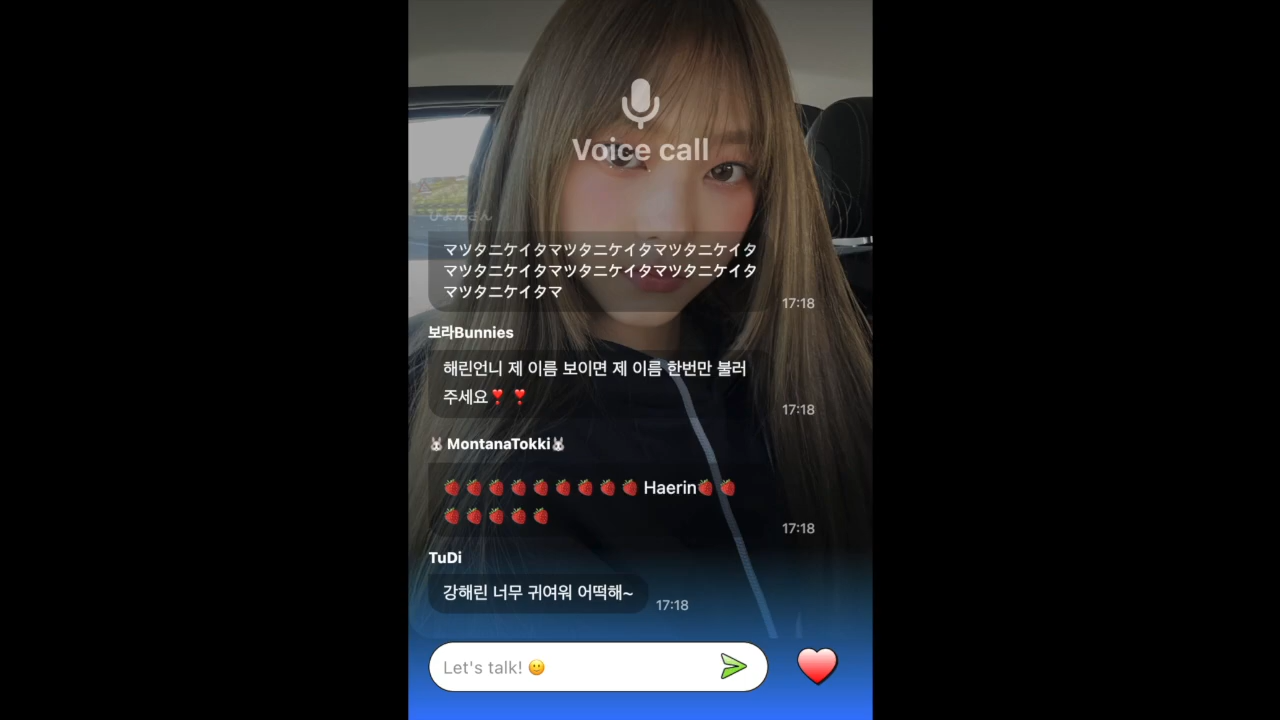 Voice call
ぴょんさん
マツタニケイタマツタニケイタマツタニケイタ
マツタニケイタマツタニケイタマツタニケイタ
マツタニケイタマ
17:18
보라Bunnies
해린언니 제 이름 보이면 제 이름 한번만 불러
주세요❣️ ❣️
17:18
🐰 MontanaTokki🐰
🍓 🍓 🍓 🍓 🍓 🍓 🍓 🍓 🍓 Haerin🍓 🍓
🍓 🍓 🍓 🍓 🍓
17:18
TuDi
강해린 너무 귀여워 어떡해~
17:18
Let's talk! 🙂